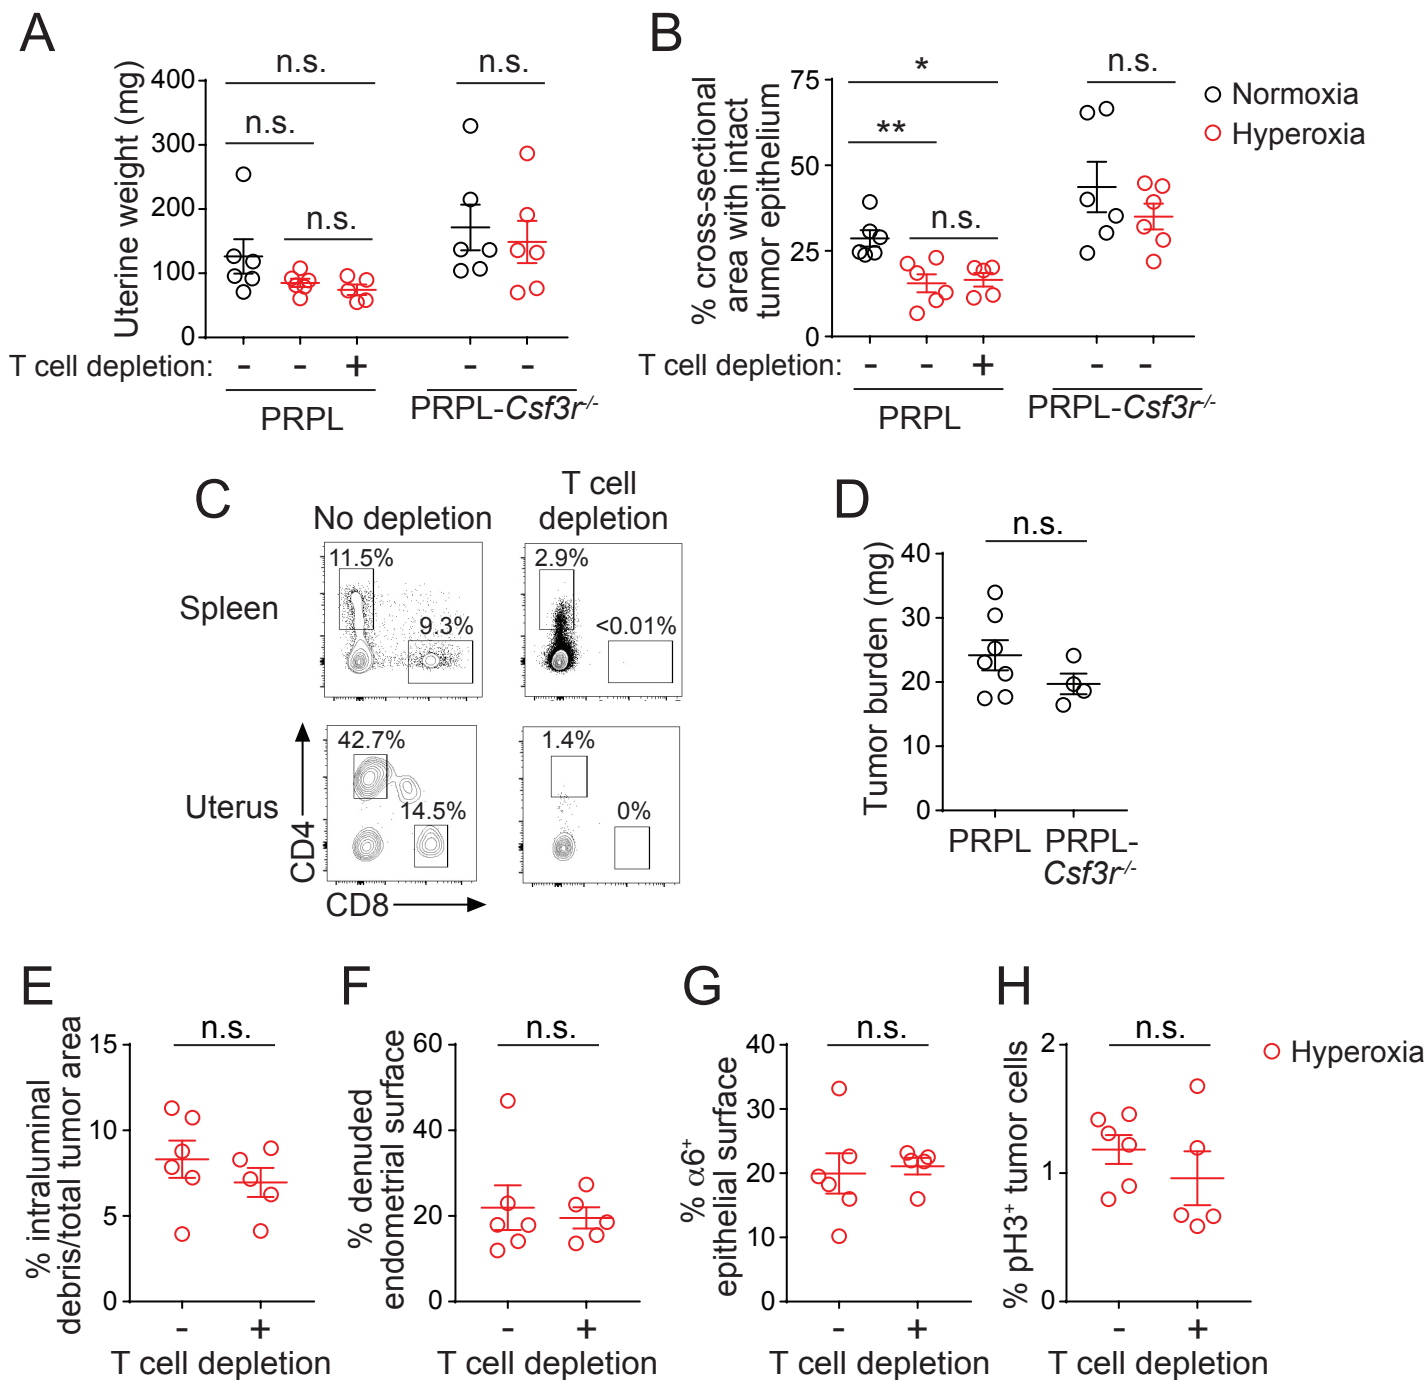 A
n.s.
n.s.
n.s.
n.s.
Uterine weight (mg)
400
300
200
100
0
T cell depletion: - - + - -
PRPL
PRPL-Csf3r-/-
B
*
**
n.s.
n.s.
% cross-sectional
area with intact
tumor epithelium
75
50
25
0
T cell depletion: - - + - -
PRPL
PRPL-Csf3r-/-
Normoxia
Hyperoxia
C
No depletion
T cell
depletion
Spleen
11.5%
9.3%
2.9%
<0.01%
Uterus
42.7%
14.5%
1.4%
0%
CD4
CD8
D
n.s.
Tumor burden (mg)
40
30
20
10
0
PRPL
PRPL-
Csf3r-/-
E
n.s.
% intraluminal
debris/total tumor area
15
10
5
0
- +
T cell depletion
F
n.s.
% denuded
endometrial surface
60
40
20
0
- +
T cell depletion
G
n.s.
% α6+
epithelial surface
40
30
20
10
0
- +
T cell depletion
H
n.s.
% pH3+ tumor cells
2
1
0
- +
T cell depletion
Hyperoxia